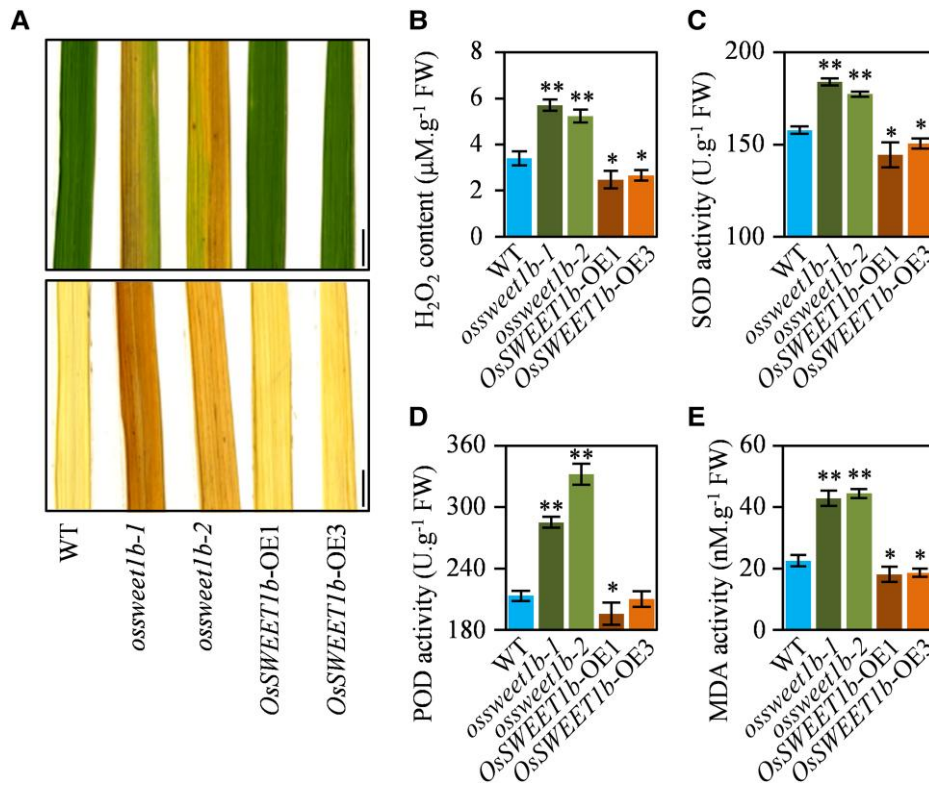 A
WT
ossweet1b-1
ossweet1b-2
OsSWEET1b-OE1
OsSWEET1b-OE3
B
H₂O₂ content (μM.g⁻¹ FW)
8
6
4
2
0
** ** * *
WT
ossweet1b-1
ossweet1b-2
OsSWEET1b-OE1
OsSWEET1b-OE3
C
SOD activity (U.g⁻¹ FW)
200
150
100
** ** * *
WT
ossweet1b-1
ossweet1b-2
OsSWEET1b-OE1
OsSWEET1b-OE3
D
POD activity (U.g⁻¹ FW)
360
300
240
180
** ** *
WT
ossweet1b-1
ossweet1b-2
OsSWEET1b-OE1
OsSWEET1b-OE3
E
MDA activity (nM.g⁻¹ FW)
60
40
20
0
** ** * *
WT
ossweet1b-1
ossweet1b-2
OsSWEET1b-OE1
OsSWEET1b-OE3